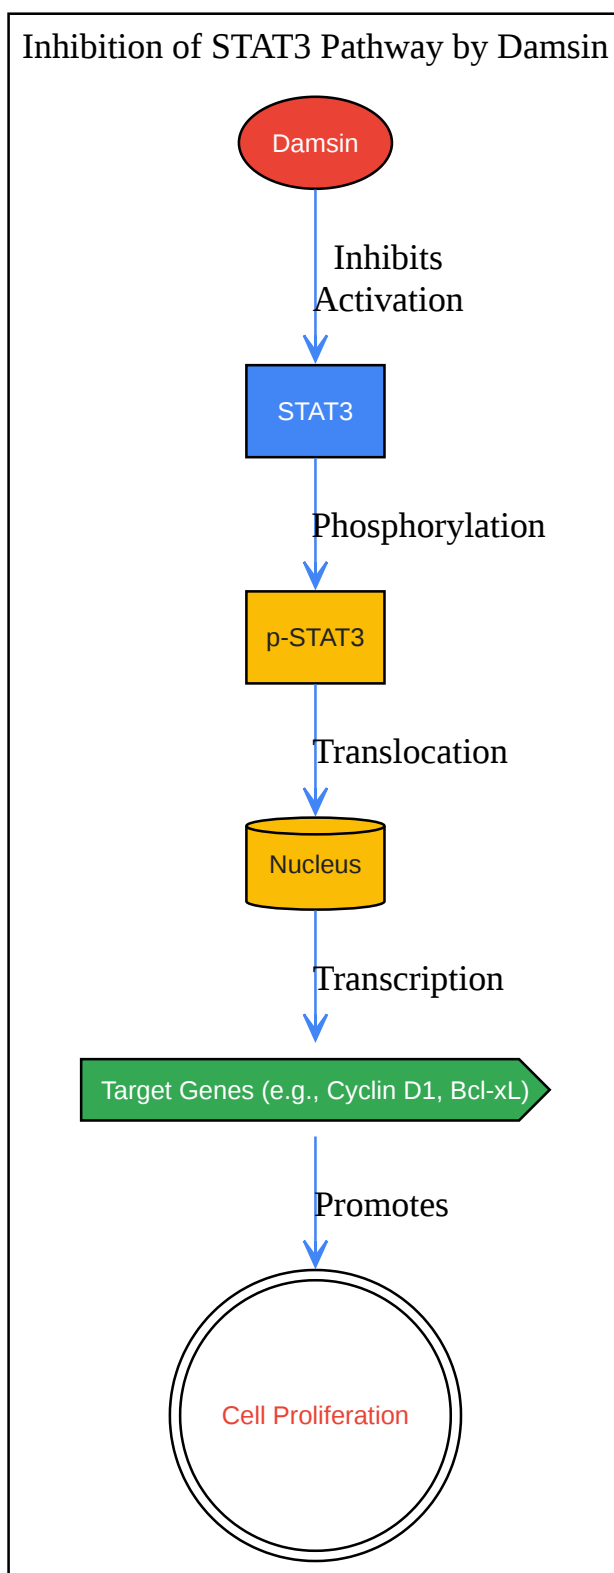 Inhibition of STAT3 Pathway by Damsin
Damsin
Inhibits
Activation
STAT3
Phosphorylation
p-STAT3
Translocation
Nucleus
Transcription
Target Genes (e.g., Cyclin D1, Bcl-xL)
Promotes
Cell Proliferation